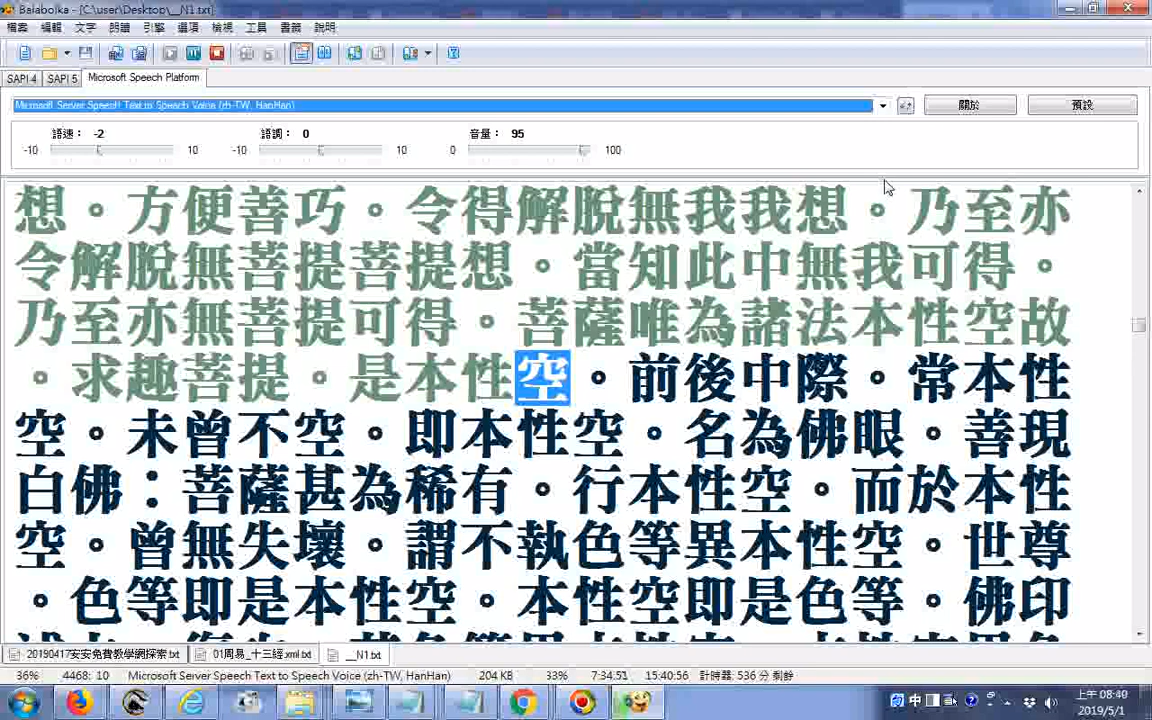 Balabolka - [C:\user\Desktop\__N1.txt]
檔案 編輯 文字 朗讀 引擎 選項 檢視 工具 書籤 說明
SAPI 4 SAPI 5 Microsoft Speech Platform
Microsoft Server Speech Text to Speech Voice (zh-TW, HanHan)
關於 預設
語速： -2 語調： 0 音量： 95
-10 10 -10 10 0 100
想。方便善巧。令得解脫無我我想。乃至亦
令解脫無菩提菩提想。當知此中無我可得。
乃至亦無菩提可得。菩薩唯為諸法本性空故
。求趣菩提。是本性空。前後中際。常本性
空。未曾不空。即本性空。名為佛眼。善現
白佛：菩薩甚為稀有。行本性空。而於本性
空。曾無失壞。謂不執色等異本性空。世尊
。色等即是本性空。本性空即是色等。佛印
20190417安安免費教學網探索.txt 01周易_十三經.xml.txt __N1.txt
36% 4468: 10 Microsoft Server Speech Text to Speech Voice (zh-TW, HanHan) 204 KB 33% 7:34:51 15:40:56 計時器: 536 分 剩餘
中
上午 08:40
2019/5/1